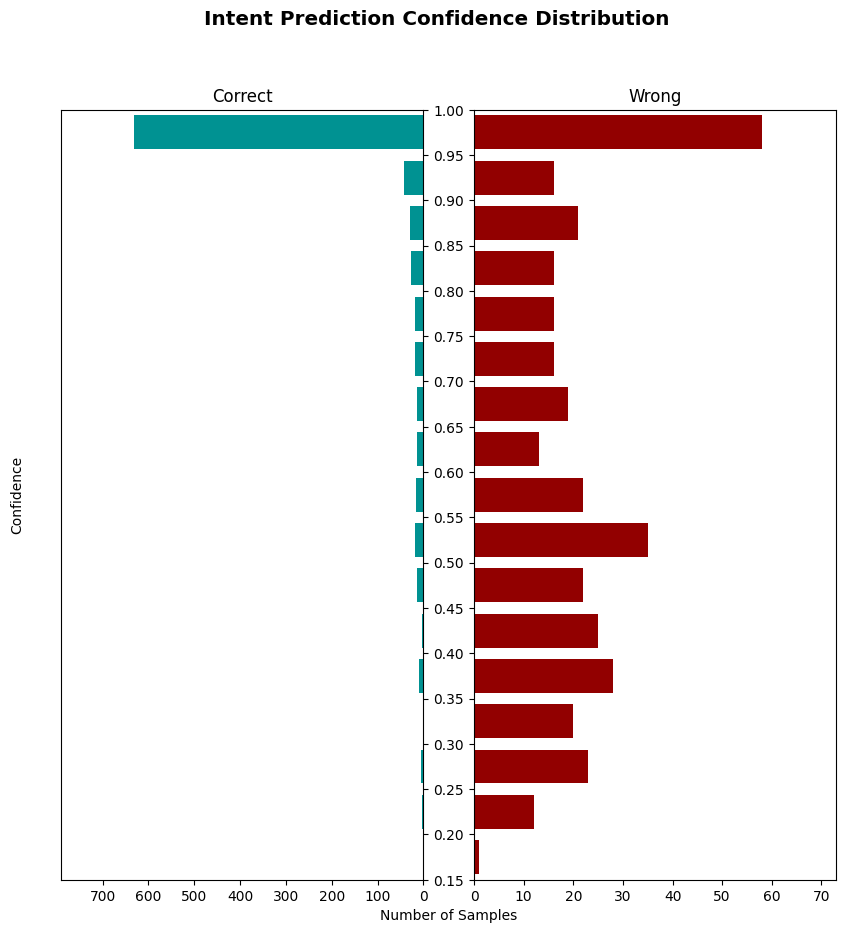 Intent Prediction Confidence Distribution
Correct
Wrong
1.00
0.95
0.90
0.85
0.80
0.75
0.70
0.65
0.60
0.55
0.50
0.45
0.40
0.35
0.30
0.25
0.20
0.15
Confidence
700 600 500 400 300 200 100 0
0 10 20 30 40 50 60 70
Number of Samples